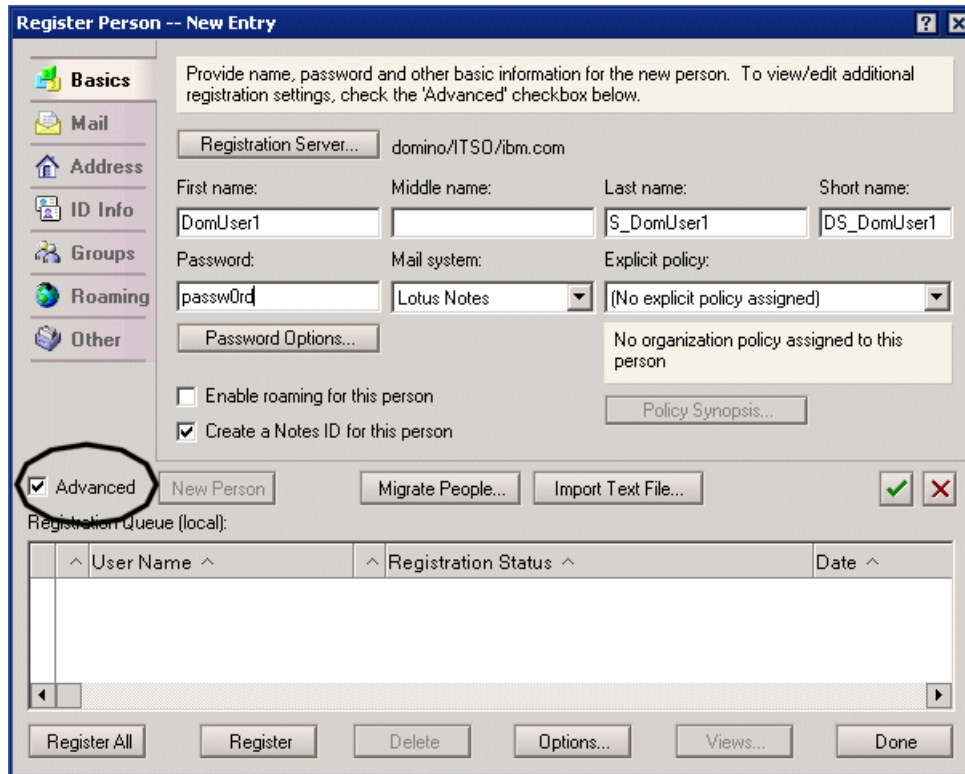 Register Person -- New Entry
Basics
Mail
Address
ID Info
Groups
Roaming
Other
Provide name, password and other basic information for the new person. To view/edit additional
registration settings, check the 'Advanced' checkbox below.
Registration Server... domino/ITSO/ibm.com
First name: Middle name: Last name: Short name:
DomUser1 S_DomUser1 DS_DomUser1
Password: Mail system: Explicit policy:
passw0rd Lotus Notes (No explicit policy assigned)
Password Options...
No organization policy assigned to this
person
Enable roaming for this person
Policy Synopsis...
Create a Notes ID for this person
Advanced New Person Migrate People... Import Text File...
Registration Queue (local):
User Name Registration Status Date
Register All Register Delete Options... Views... Done